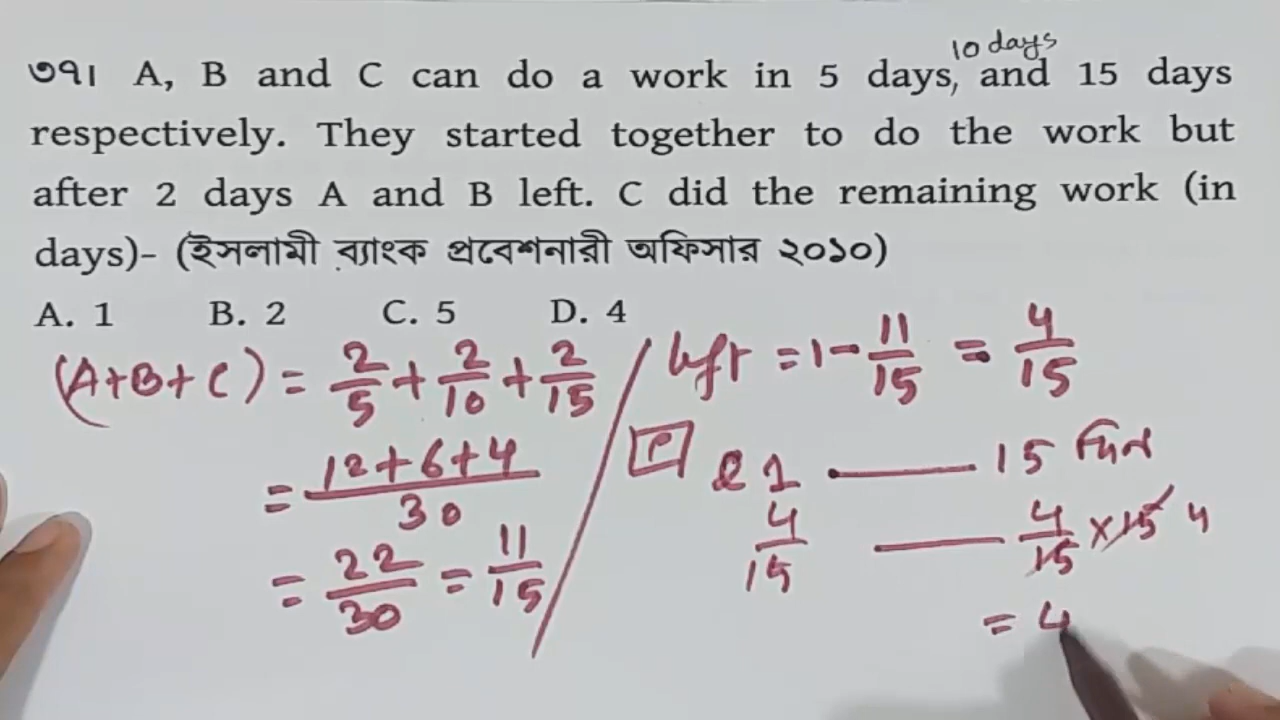 10 days
৩৭। A, B and C can do a work in 5 days, and 15 days
respectively. They started together to do the work but
after 2 days A and B left. C did the remaining work (in
days)- (ইসলামী ব্যাংক প্রবেশনারী অফিসার ২০১০)
A. 1 B. 2 C. 5 D. 4
(A+B+C) = 2/5 + 2/10 + 2/15
= 12+6+4/30
= 22/30 = 11/15
left = 1 - 11/15 = 4/15
C 1 — 15 দিন
4/15 — 4/15 × 15 4
= 4